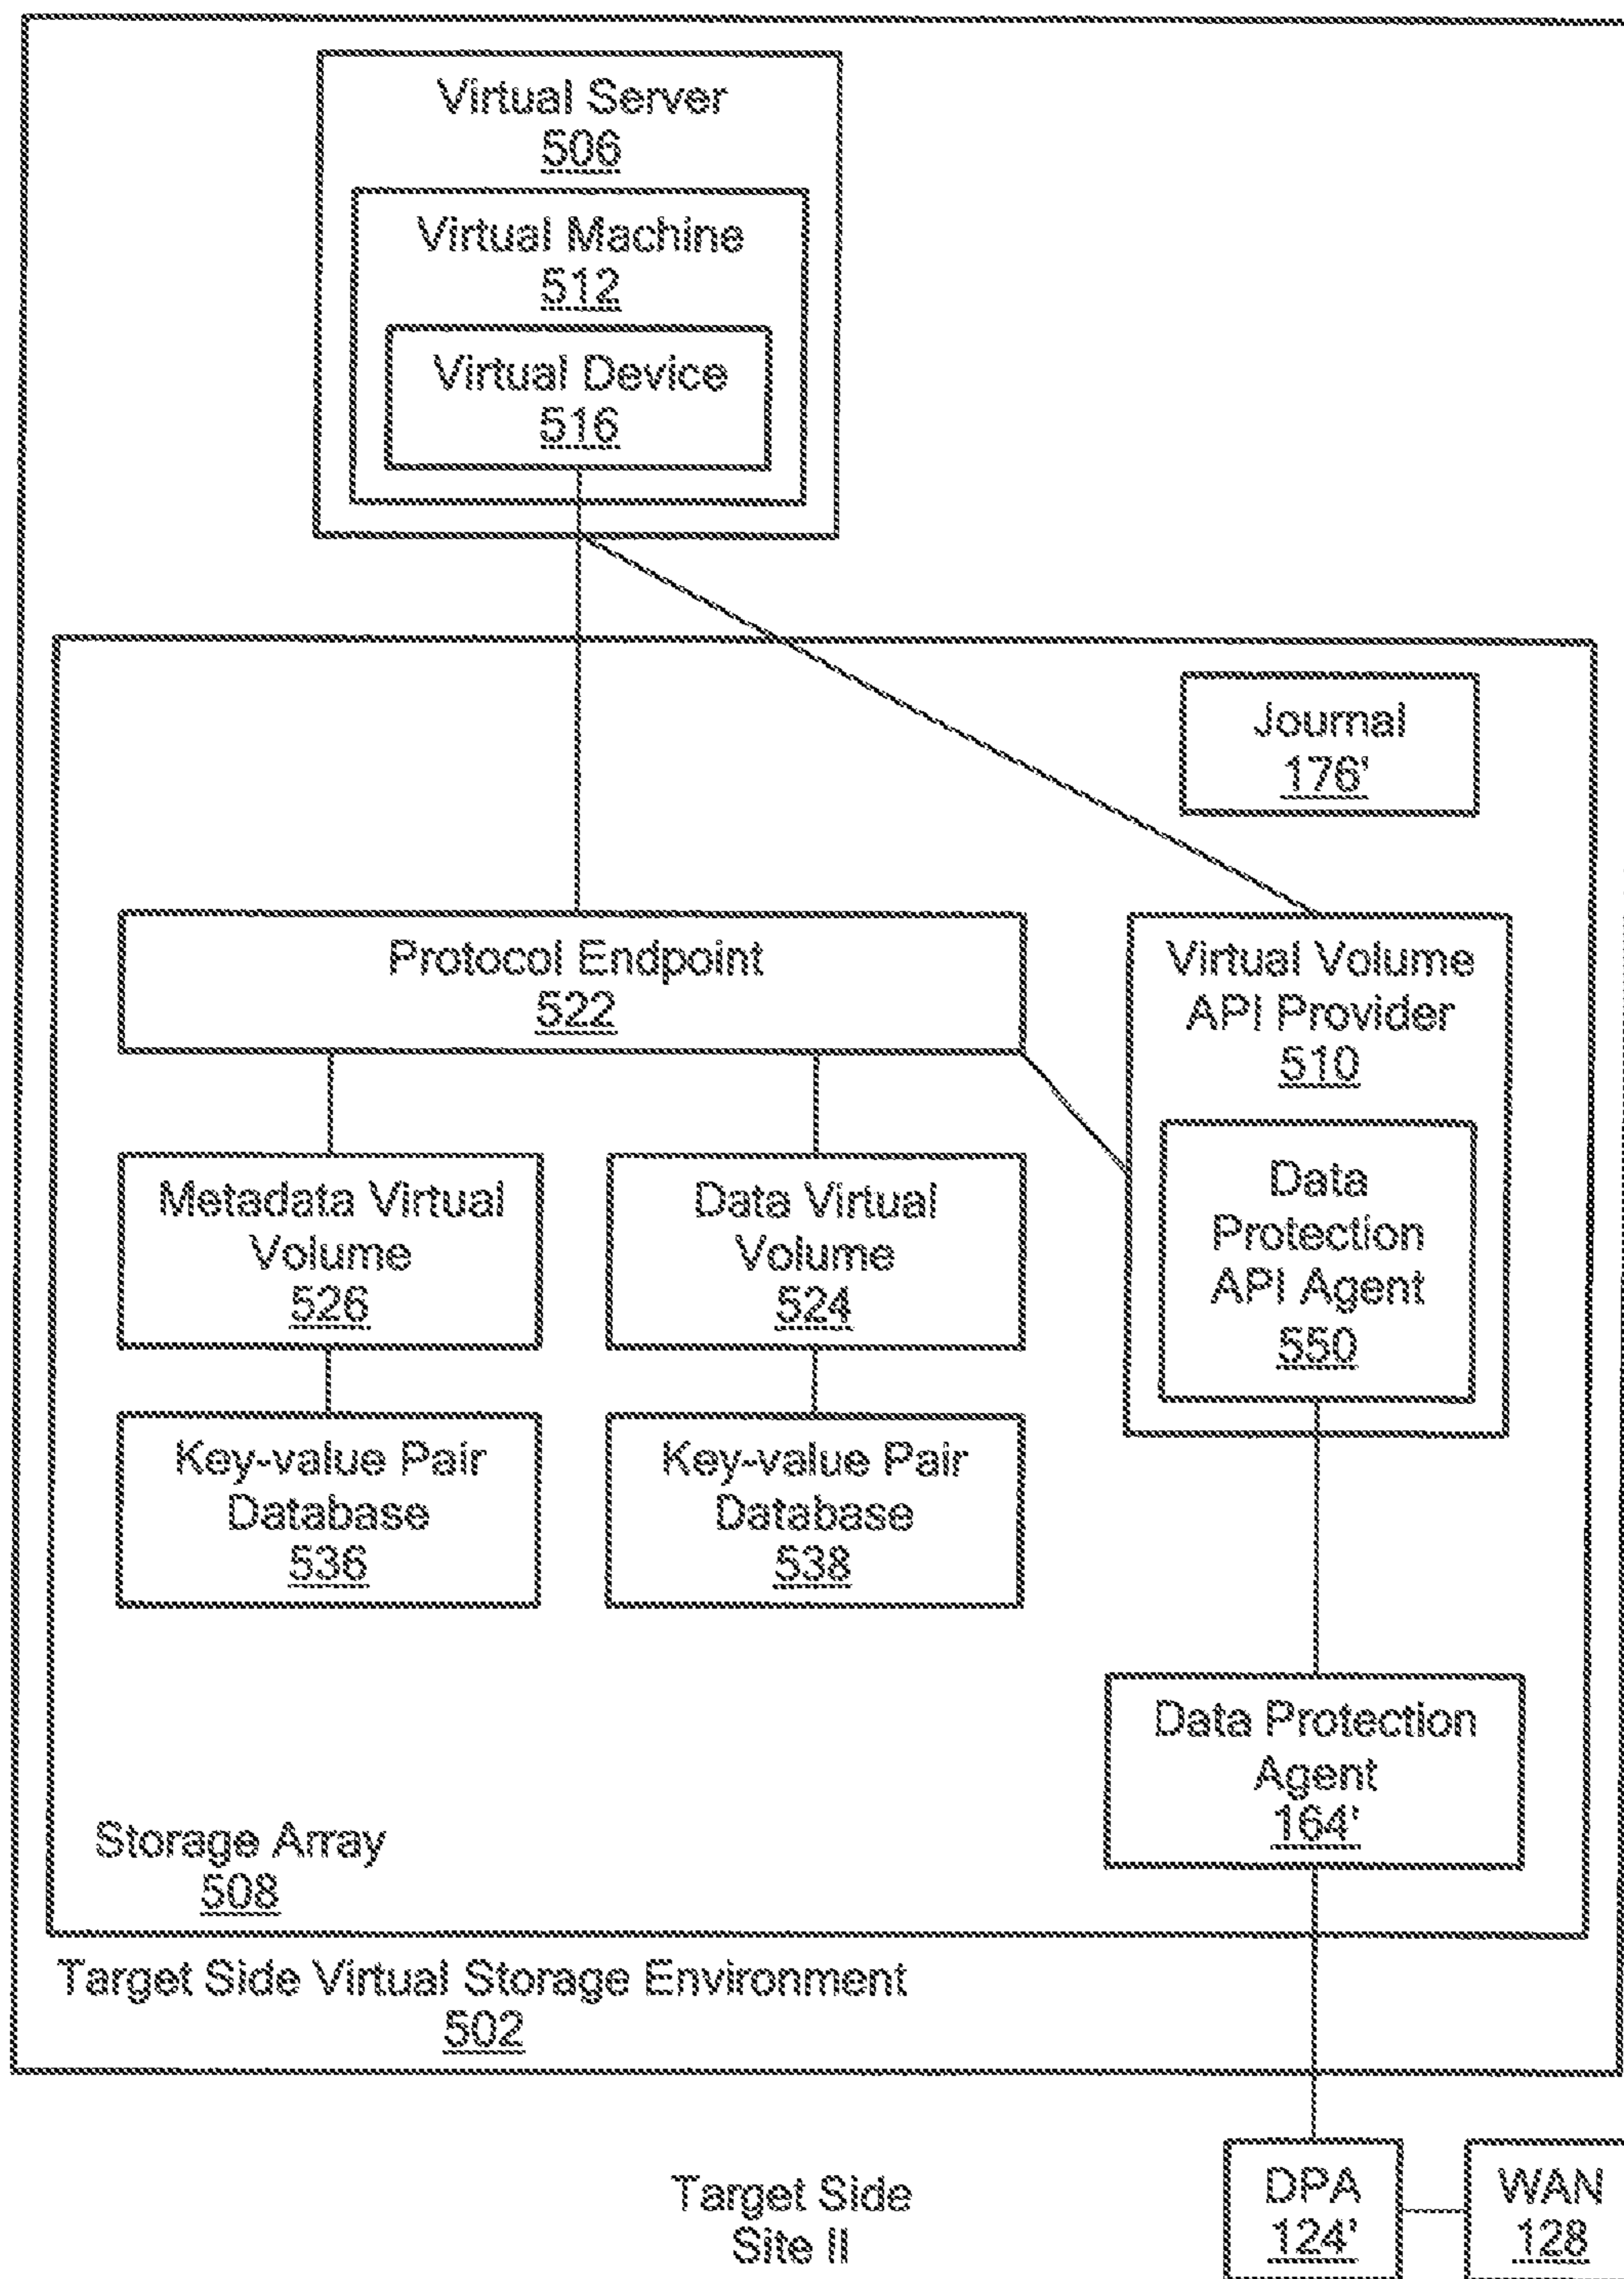 Virtual Server
506
Virtual Machine
512
Virtual Device
516
Journal
176'
Protocol Endpoint
522
Virtual Volume
API Provider
510
Data
Protection
API Agent
550
Metadata Virtual
Volume
526
Data Virtual
Volume
524
Key-value Pair
Database
536
Key-value Pair
Database
538
Data Protection
Agent
164'
Storage Array
508
Target Side Virtual Storage Environment
502
Target Side
Site II
DPA
124'
WAN
128